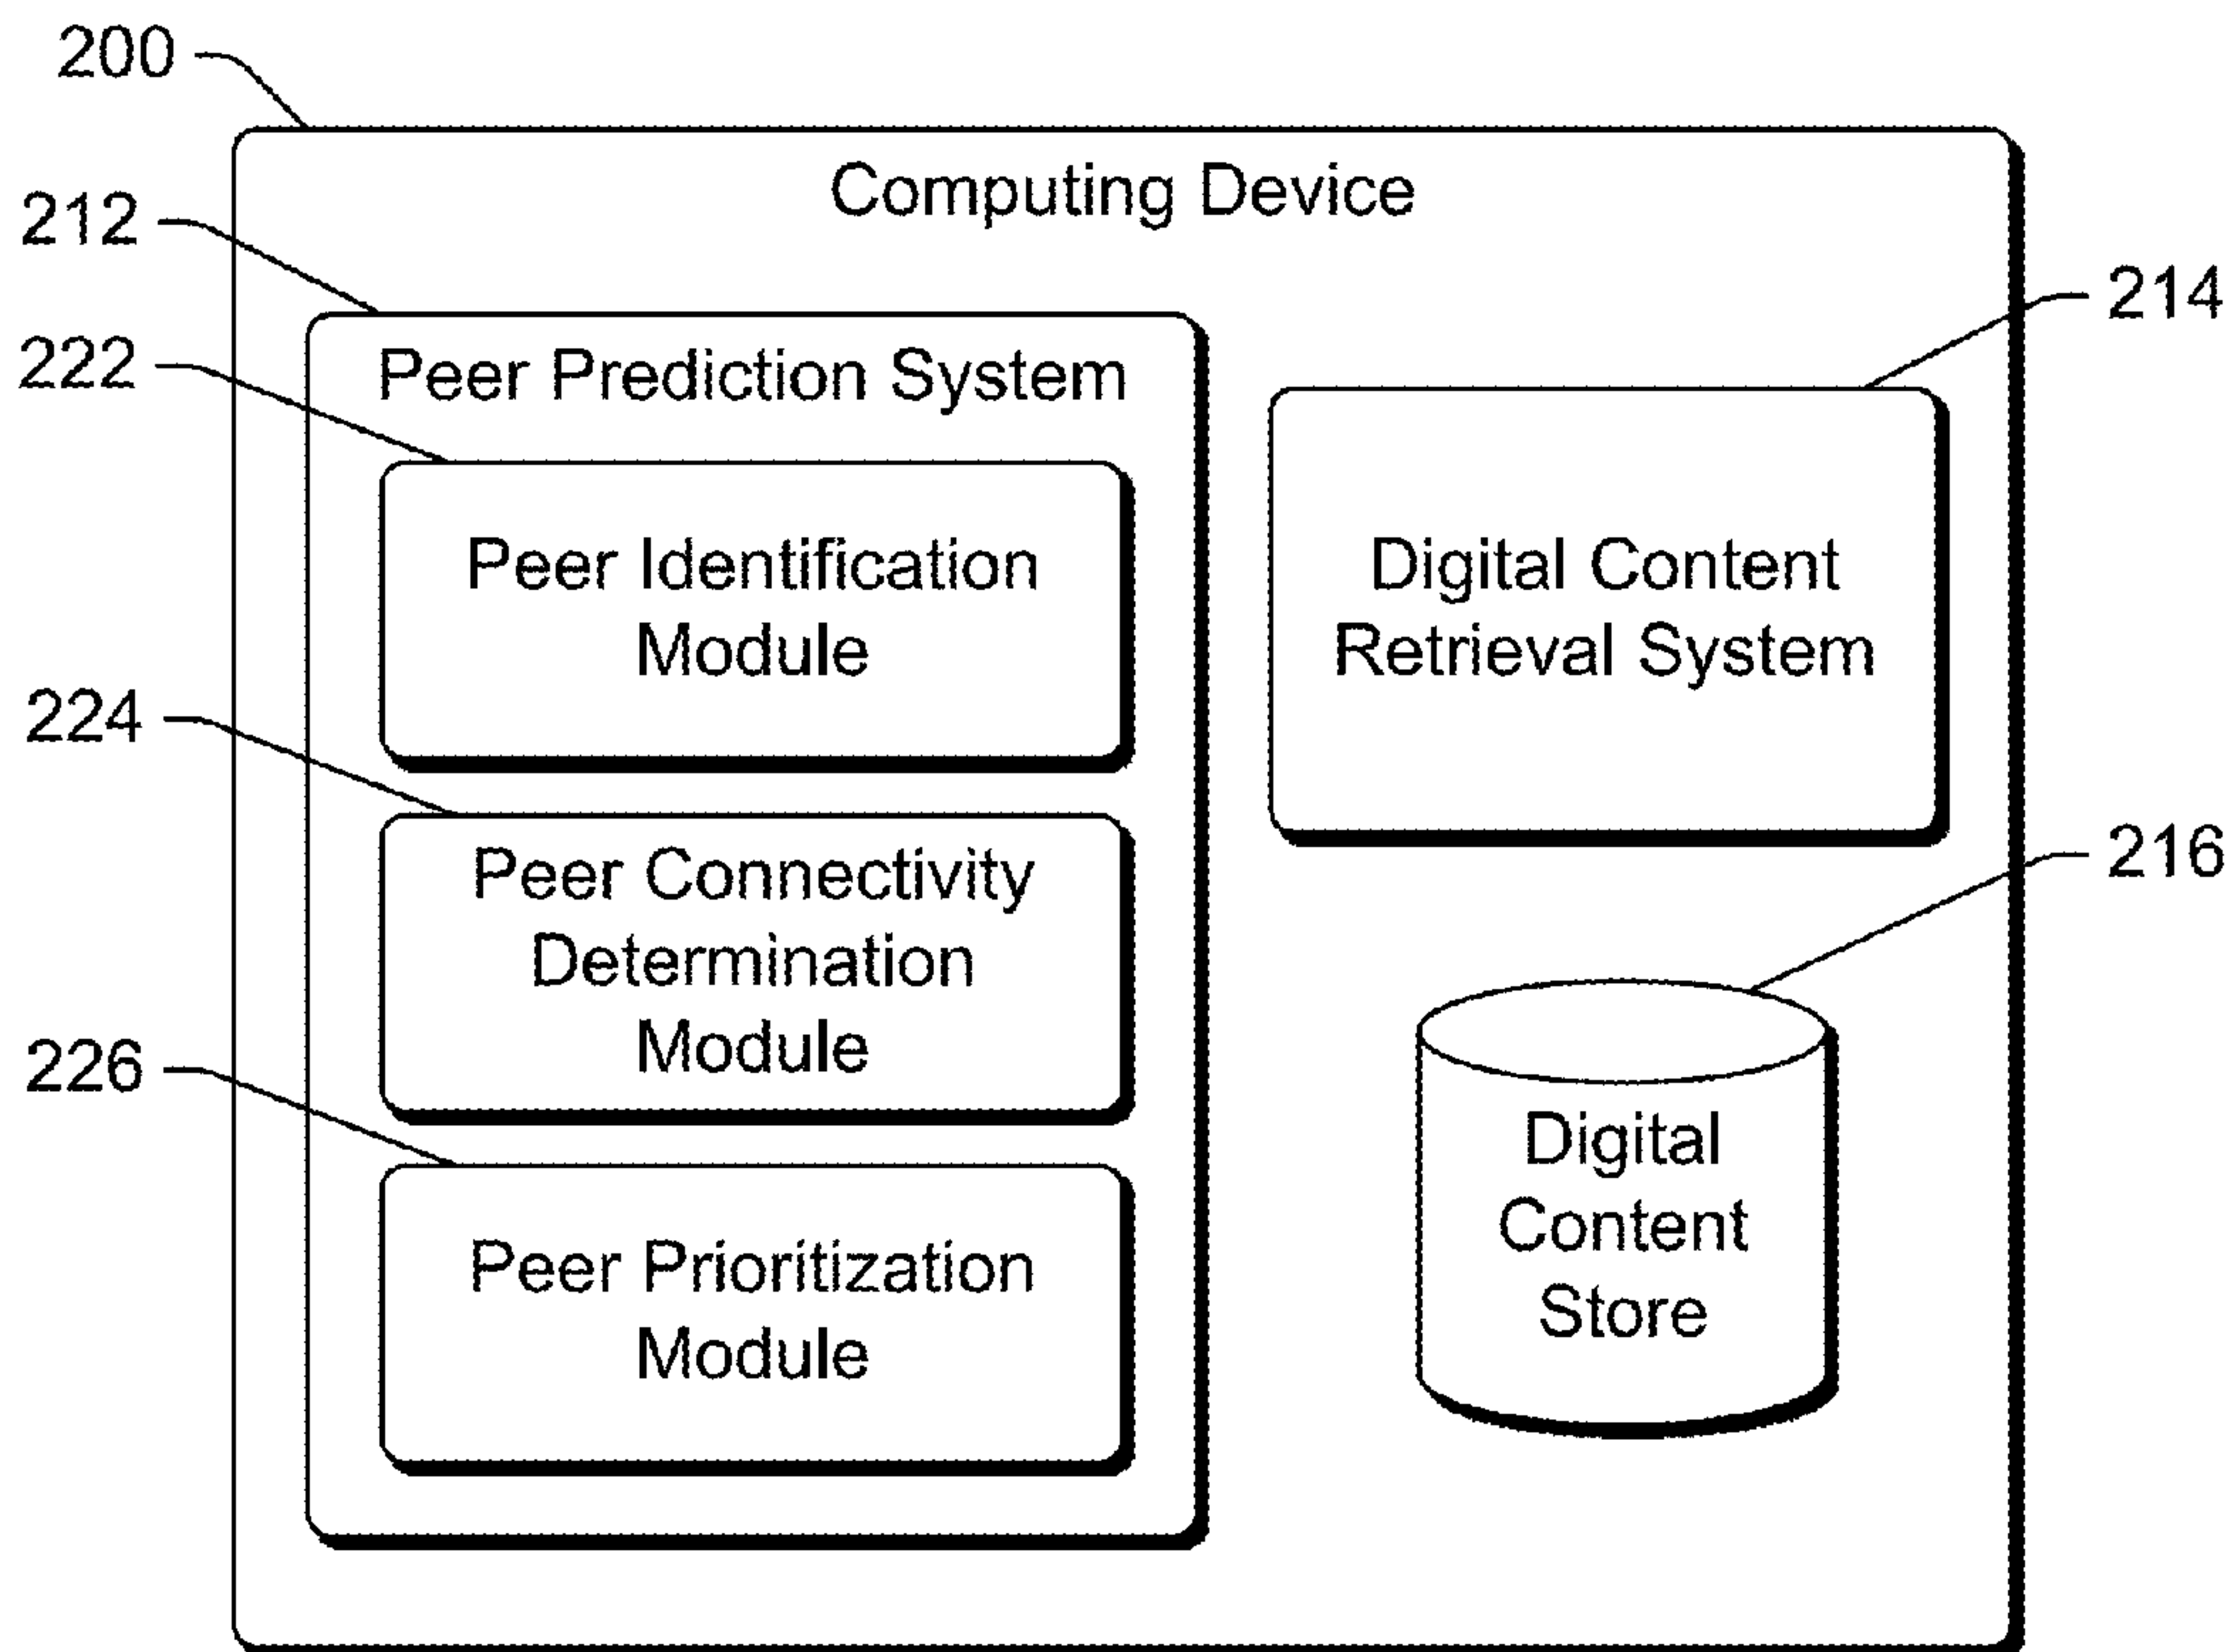 200
Computing Device
212
214
222
Peer Prediction System
Peer Identification
Module
Digital Content
Retrieval System
224
Peer Connectivity
Determination
Module
216
226
Peer Prioritization
Module
Digital
Content
Store